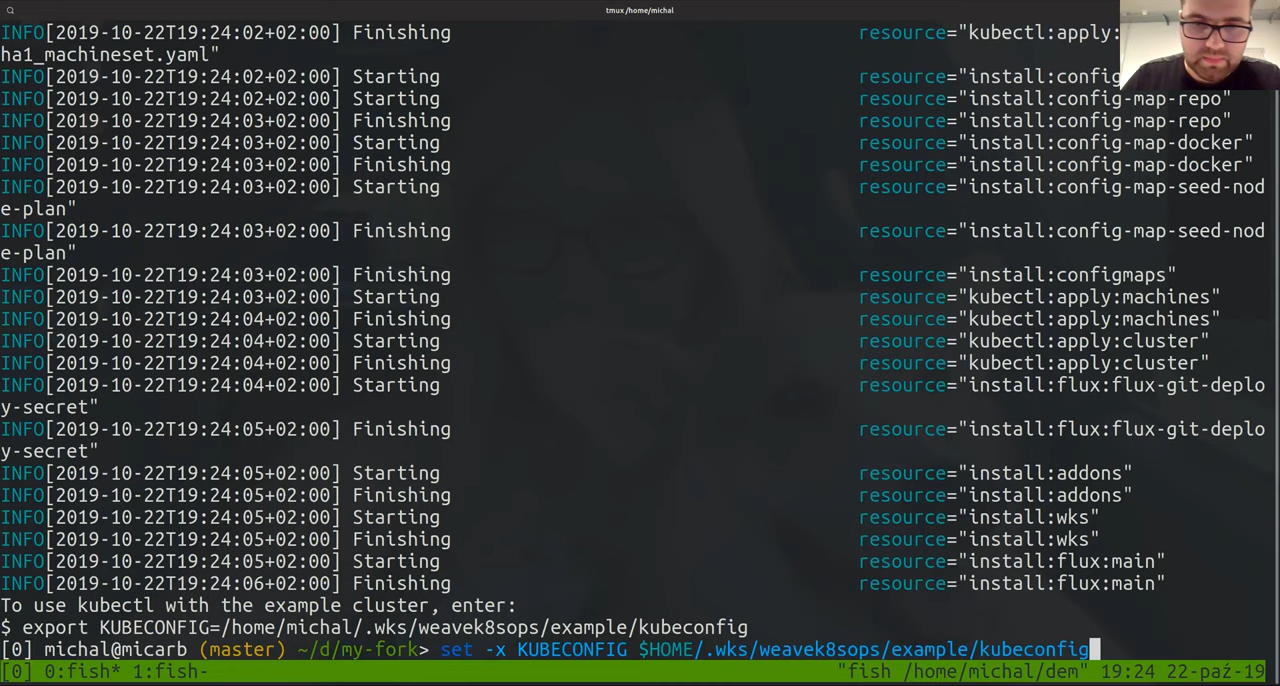 tmux /home/michal
INFO[2019-10-22T19:24:02+02:00] Finishing resource="kubectl:apply:
ha1_machineset.yaml"
INFO[2019-10-22T19:24:02+02:00] Starting resource="install:config
INFO[2019-10-22T19:24:02+02:00] Starting resource="install:config-map-repo"
INFO[2019-10-22T19:24:03+02:00] Finishing resource="install:config-map-repo"
INFO[2019-10-22T19:24:03+02:00] Starting resource="install:config-map-docker"
INFO[2019-10-22T19:24:03+02:00] Finishing resource="install:config-map-docker"
INFO[2019-10-22T19:24:03+02:00] Starting resource="install:config-map-seed-nod
e-plan"
INFO[2019-10-22T19:24:03+02:00] Finishing resource="install:config-map-seed-nod
e-plan"
INFO[2019-10-22T19:24:03+02:00] Finishing resource="install:configmaps"
INFO[2019-10-22T19:24:03+02:00] Starting resource="kubectl:apply:machines"
INFO[2019-10-22T19:24:04+02:00] Finishing resource="kubectl:apply:machines"
INFO[2019-10-22T19:24:04+02:00] Starting resource="kubectl:apply:cluster"
INFO[2019-10-22T19:24:04+02:00] Finishing resource="kubectl:apply:cluster"
INFO[2019-10-22T19:24:04+02:00] Starting resource="install:flux:flux-git-deplo
y-secret"
INFO[2019-10-22T19:24:05+02:00] Finishing resource="install:flux:flux-git-deplo
y-secret"
INFO[2019-10-22T19:24:05+02:00] Starting resource="install:addons"
INFO[2019-10-22T19:24:05+02:00] Finishing resource="install:addons"
INFO[2019-10-22T19:24:05+02:00] Starting resource="install:wks"
INFO[2019-10-22T19:24:05+02:00] Finishing resource="install:wks"
INFO[2019-10-22T19:24:05+02:00] Starting resource="install:flux:main"
INFO[2019-10-22T19:24:06+02:00] Finishing resource="install:flux:main"
To use kubectl with the example cluster, enter:
$ export KUBECONFIG=/home/michal/.wks/weavek8sops/example/kubeconfig
[0] michal@micarb (master) ~/d/my-fork> set -x KUBECONFIG $HOME/.wks/weavek8sops/example/kubeconfig
[0] 0:fish* 1:fish- "fish /home/michal/dem" 19:24 22-paź-19